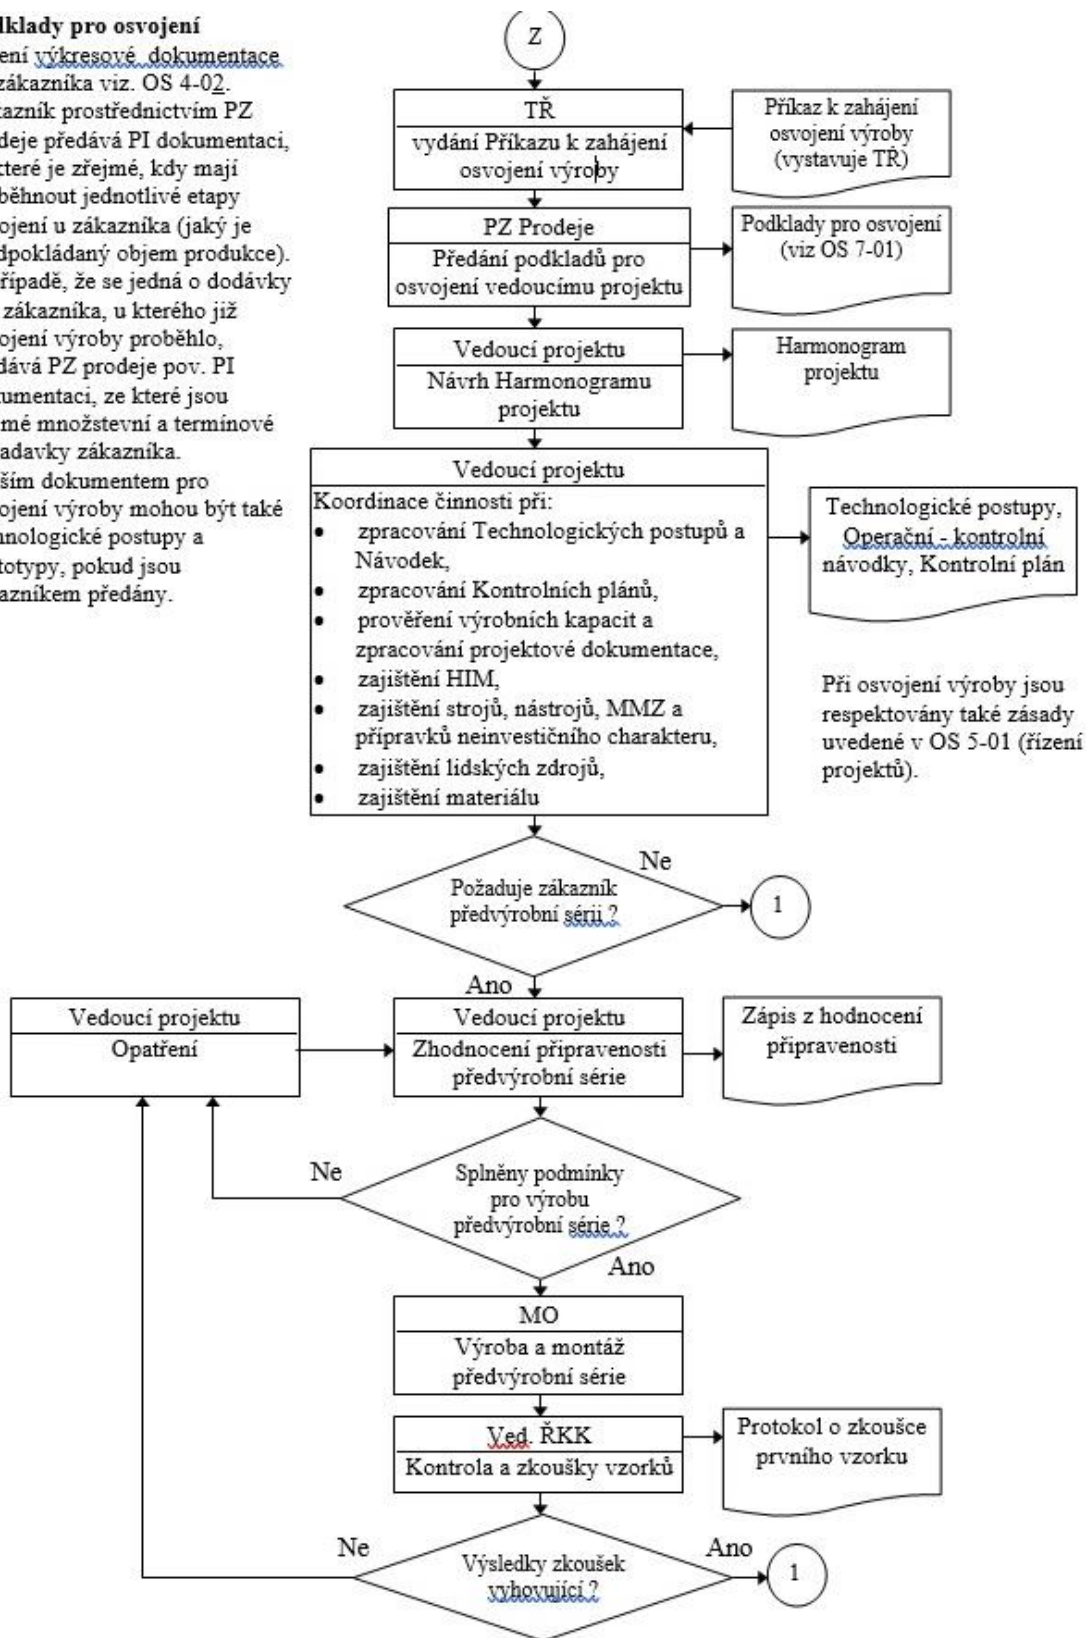 klady pro osvojení
ení výkresové dokumentace
zákazníka viz. OS 4-02.
azník prostřednictvím PZ
deje předává PI dokumentaci,
které je zřejmé, kdy mají
běhnout jednotlivé etapy
ojení u zákazníka (jaký je
dpokládaný objem produkce).
řípadě, že se jedná o dodávky
zákazníka, u kterého již
ojení výroby proběhlo,
dává PZ prodeje pov. PI
umentaci, ze které jsou
mé množstevní a termínové
adavky zákazníka.
ším dokumentem pro
ojení výroby mohou být také
hnologické postupy a
totypy, pokud jsou
azníkem předány.
Z
TŘ
vydání Příkazu k zahájení
osvojení výroby
Příkaz k zahájení
osvojení výroby
(vystavuje TŘ)
PZ Prodeje
Předání podkladů pro
osvojení vedoucímu projektu
Podklady pro osvojení
(viz OS 7-01)
Vedoucí projektu
Návrh Harmonogramu
projektu
Harmonogram
projektu
Vedoucí projektu
Koordinace činnosti při:
● zpracování Technologických postupů a
Návodek,
● zpracování Kontrolních plánů,
● prověření výrobních kapacit a
zpracování projektové dokumentace,
● zajištění HIM,
● zajištění strojů, nástrojů, MMZ a
přípravků neinvestičního charakteru,
● zajištění lidských zdrojů,
● zajištění materiálu
Technologické postupy,
Operační - kontrolní
návodky, Kontrolní plán
Při osvojení výroby jsou
respektovány také zásady
uvedené v OS 5-01 (řízení
projektů).
Požaduje zákazník
předvýrobní sérii ?
Ne
1
Ano
Vedoucí projektu
Opatření
Vedoucí projektu
Zhodnocení připravenosti
předvýrobní série
Zápis z hodnocení
připravenosti
Ne
Splněny podmínky
pro výrobu
předvýrobní série ?
Ano
MO
Výroba a montáž
předvýrobní série
Ved. ŘKK
Kontrola a zkoušky vzorků
Protokol o zkoušce
prvního vzorku
Ne
Výsledky zkoušek
vyhovující ?
Ano
1